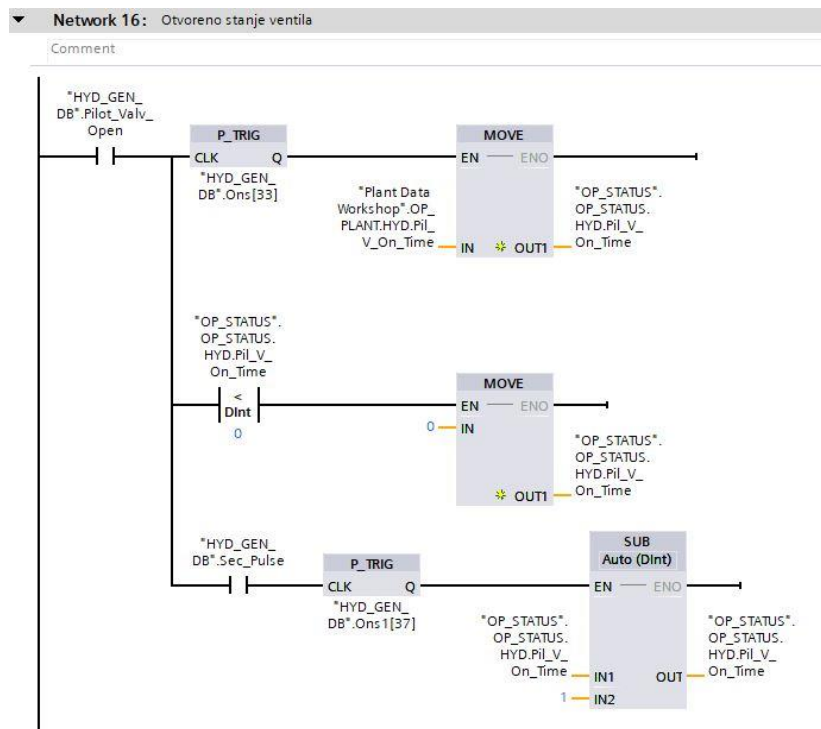 Network 16: Otvoreno stanje ventila
Comment
"HYD_GEN_
DB".Pilot_Valv_
Open
P_TRIG
CLK Q
"HYD_GEN_
DB".Ons[33]
MOVE
EN ENO
"Plant Data
Workshop".OP_
PLANT.HYD.Pil_
V_On_Time
IN OUT1
"OP_STATUS".
OP_STATUS.
HYD.Pil_V_
On_Time
"OP_STATUS".
OP_STATUS.
HYD.Pil_V_
On_Time
<
DInt
0
MOVE
EN ENO
0 IN
OUT1
"OP_STATUS".
OP_STATUS.
HYD.Pil_V_
On_Time
"HYD_GEN_
DB".Sec_Pulse
P_TRIG
CLK Q
"HYD_GEN_
DB".Ons1[37]
SUB
Auto (DInt)
EN ENO
"OP_STATUS".
OP_STATUS.
HYD.Pil_V_
On_Time
IN1 OUT
1 IN2
"OP_STATUS".
OP_STATUS.
HYD.Pil_V_
On_Time